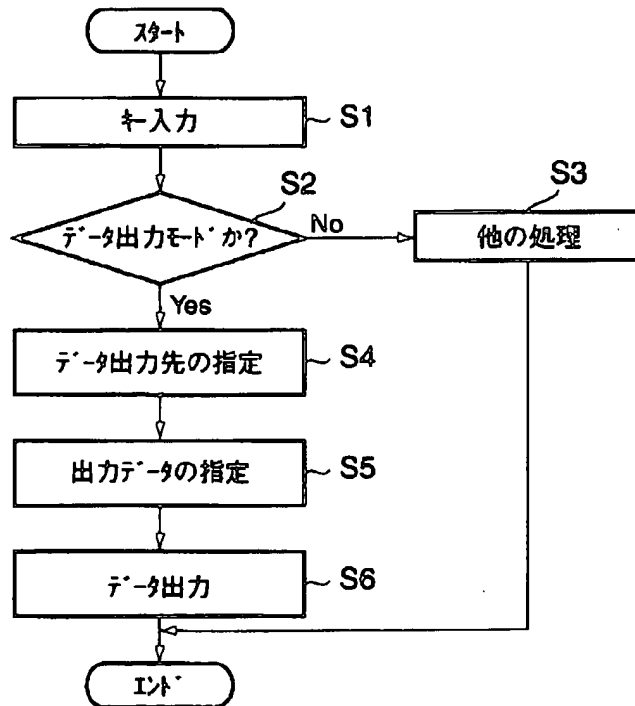 スタート
キー入力
S1
S2
データ出力モードか?
No
S3
他の処理
Yes
データ出力先の指定
S4
出力データの指定
S5
データ出力
S6
エンド